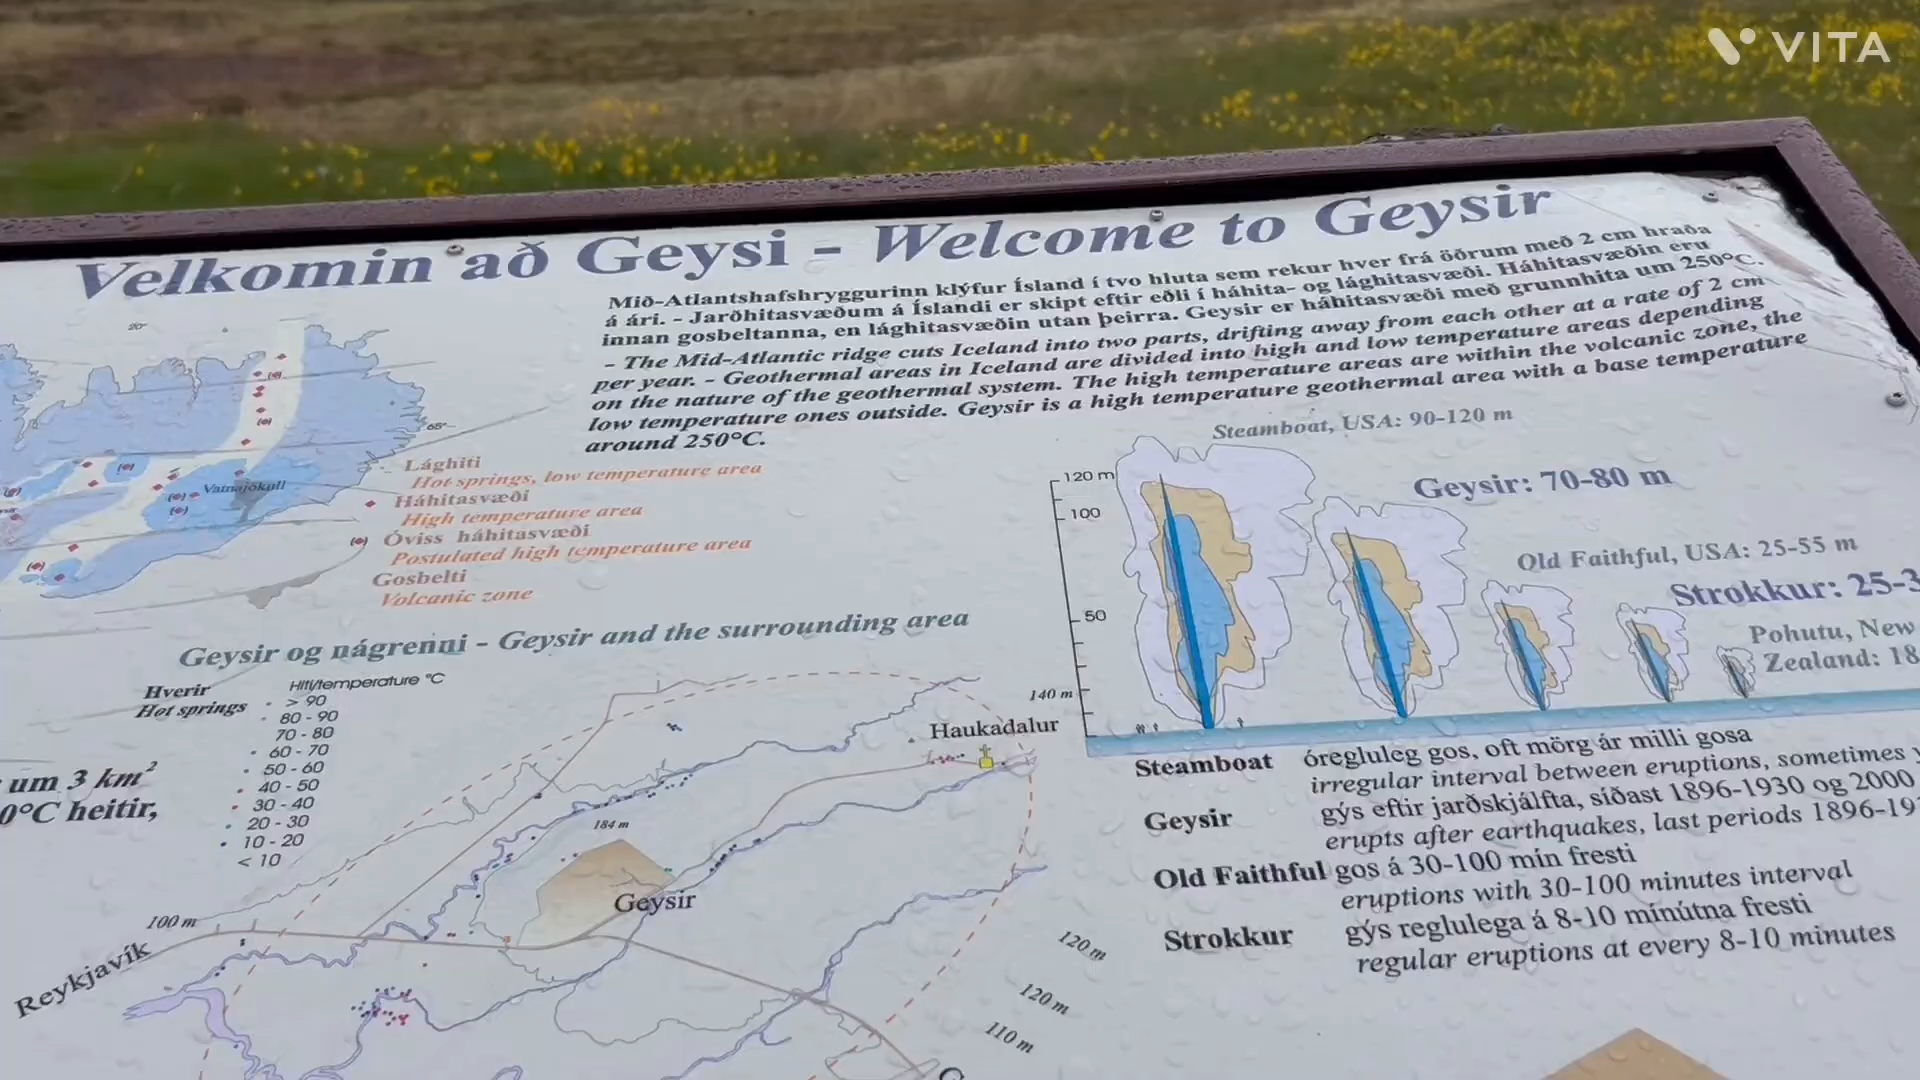 VITA
Velkomin að Geysi - Welcome to Geysir
Mið-Atlantshafshryggurinn klýfur Ísland í tvo hluta sem rekur hver frá öðrum með 2 cm hraða
á ári. - Jarðhitasvæðum á Íslandi er skipt eftir eðli í háhita- og lághitasvæði. Háhitasvæðin eru
innan gosbeltanna, en lághitasvæðin utan þeirra. Geysir er háhitasvæði með grunnhita um 250°C.
- The Mid-Atlantic ridge cuts Iceland into two parts, drifting away from each other at a rate of 2 cm
per year. - Geothermal areas in Iceland are divided into high and low temperature areas depending
on the nature of the geothermal system. The high temperature areas are within the volcanic zone, the
low temperature ones outside. Geysir is a high temperature geothermal area with a base temperature
around 250°C.
20°
65°
Vatnajökull
Lághiti
Hot springs, low temperature area
Háhitasvæði
High temperature area
Óviss háhitasvæði
Postulated high temperature area
Gosbelti
Volcanic zone
Steamboat, USA: 90-120 m
Geysir: 70-80 m
Old Faithful, USA: 25-55 m
Strokkur: 25-3
Pohutu, New
Zealand: 18
120 m
100
50
Geysir og nágrenni - Geysir and the surrounding area
Hverir
Hot springs
Hiti/temperature °C
> 90
80 - 90
70 - 80
60 - 70
50 - 60
40 - 50
30 - 40
20 - 30
10 - 20
< 10
um 3 km²
0°C heitir,
140 m
Haukadalur
184 m
Geysir
100 m
Reykjavík
120 m
120 m
110 m
Steamboat óregluleg gos, oft mörg ár milli gosa
irregular interval between eruptions, sometimes y
Geysir gýs eftir jarðskjálfta, síðast 1896-1930 og 2000
erupts after earthquakes, last periods 1896-19
Old Faithful gos á 30-100 mín fresti
eruptions with 30-100 minutes interval
Strokkur gýs reglulega á 8-10 mínútna fresti
regular eruptions at every 8-10 minutes